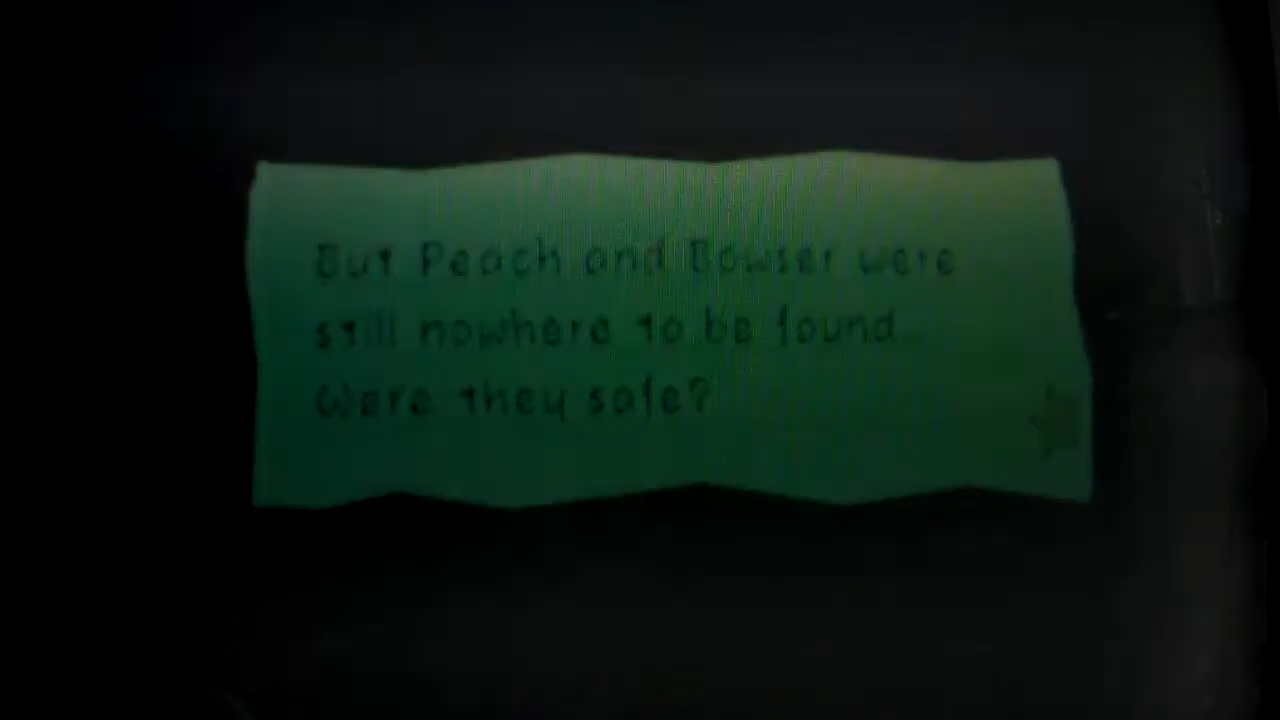 But Peach and Bowser were
still nowhere to be found...
Were they safe?